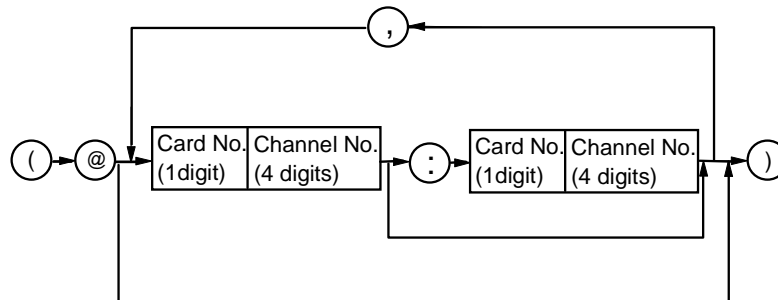 ,
( @ Card No. (1digit) Channel No. (4 digits) : Card No. (1digit) Channel No. (4 digits) )